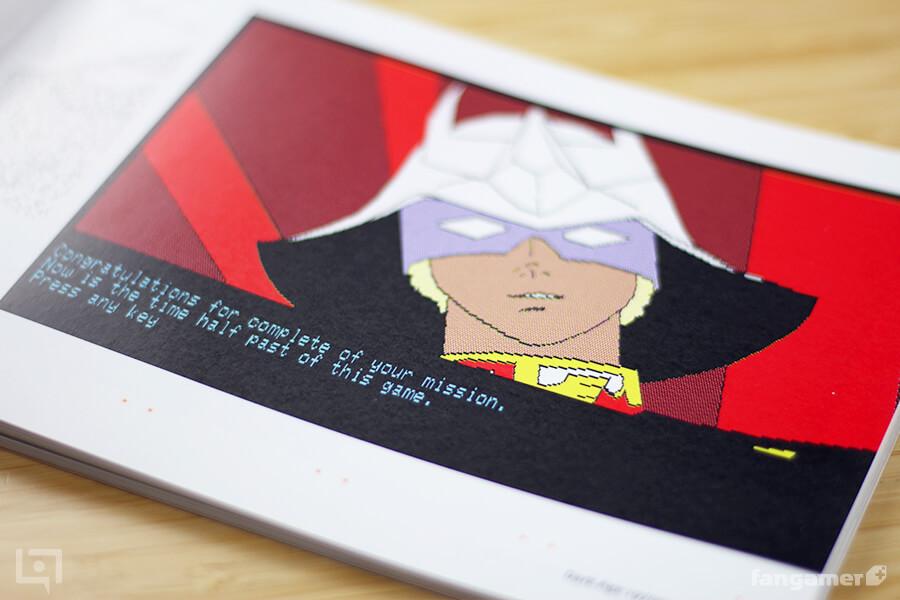 Congratulations for complete of your mission.
Now is the time half past of this game.
Press any key
fangamer